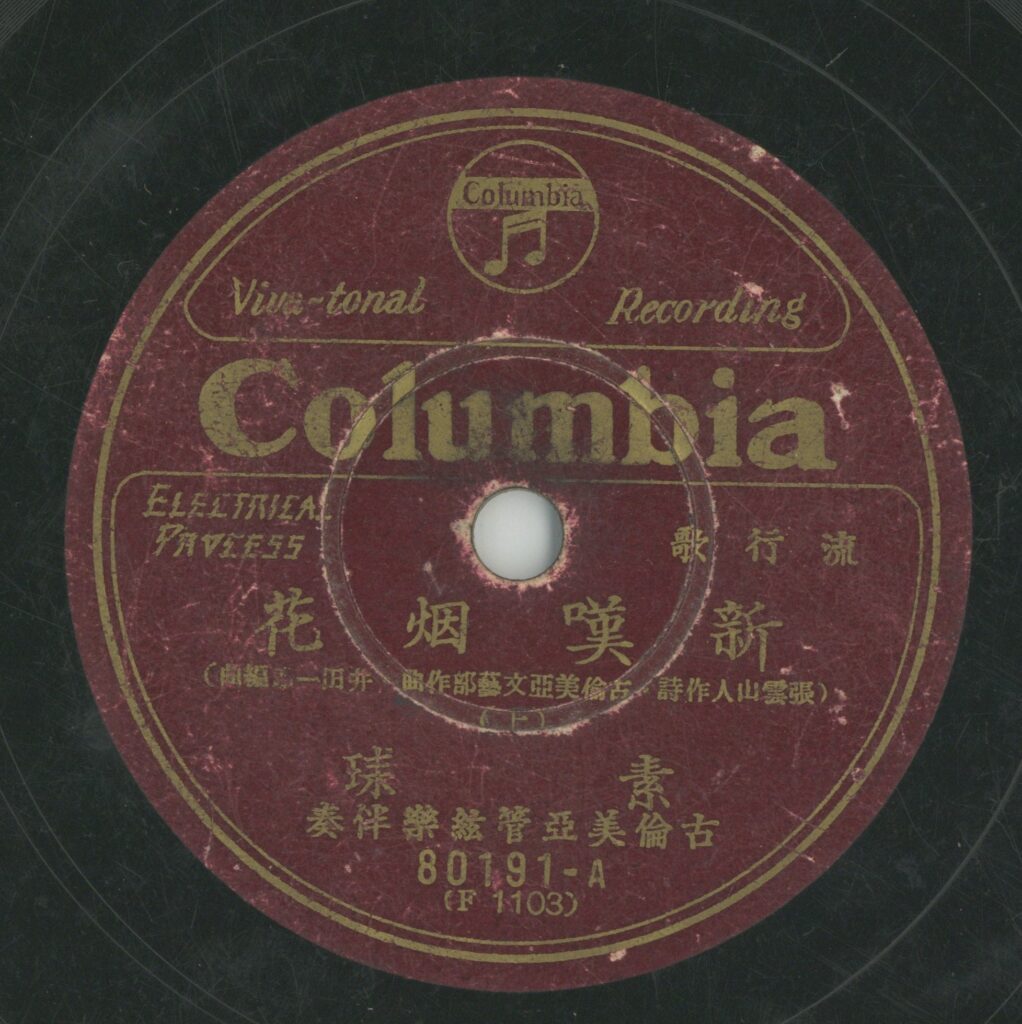 Columbia
Viva-tonal Recording
Columbia
ELECTRICAL
PROCESS
流行歌
新嘆烟花
(張雲山人作詩・古倫美亞文藝部作曲 井田一郎編曲)
(上)
素
古倫美亞管絃樂伴奏
80191-A
(F 1103)